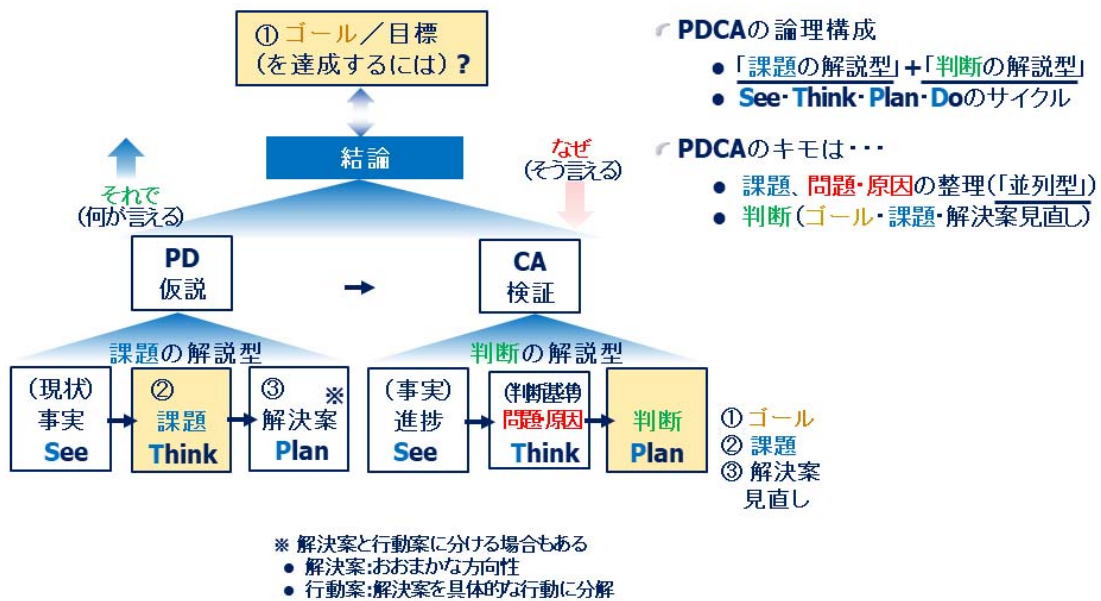 ① ゴール／目標
(を達成するには) ?
結論
それで
(何が言える)
なぜ
(そう言える)
PD
仮説
→
CA
検証
課題の解説型
判断の解説型
(現状)
事実
See
②
課題
Think
③
※
解決案
Plan
(事実)
進捗
See
(判断基準)
問題・原因
Think
判断
Plan
① ゴール
② 課題
③ 解決案
見直し
※ 解決案と行動案に分ける場合もある
● 解決案:おおまかな方向性
● 行動案:解決案を具体的な行動に分解
PDCAの論理構成
● 「課題の解説型」+「判断の解説型」
● See・Think・Plan・Doのサイクル
PDCAのキモは・・・
● 課題、問題・原因の整理(「並列型」)
● 判断(ゴール・課題・解決案見直し)